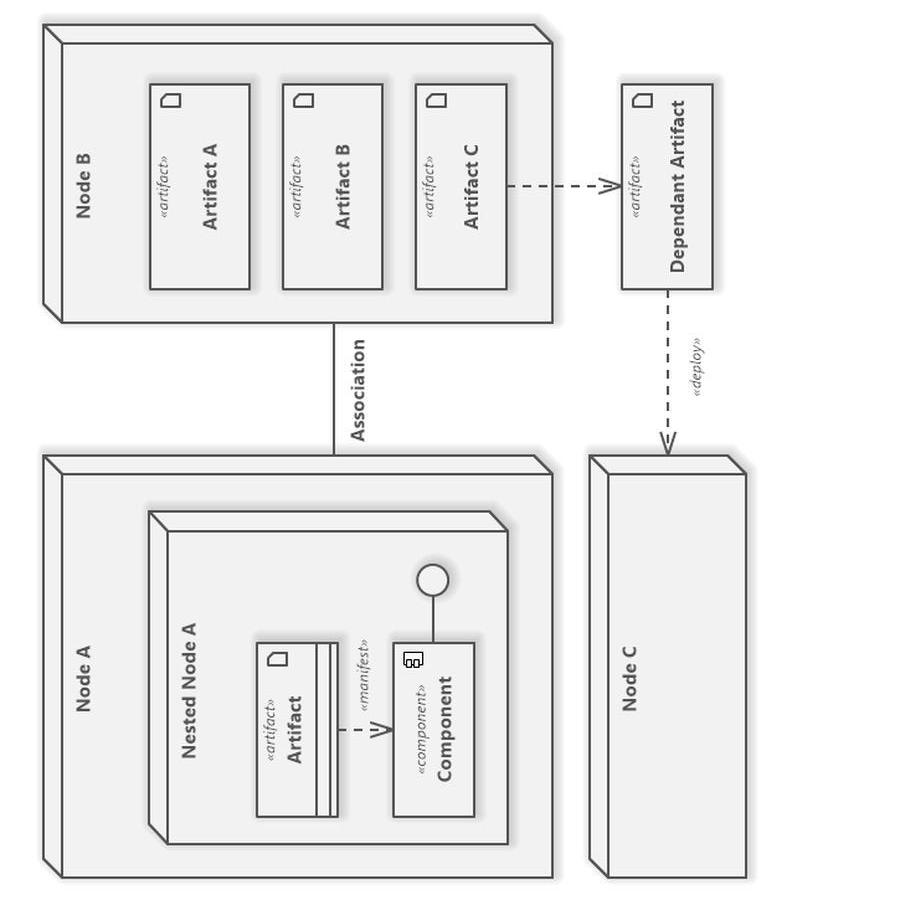 Node A
Nested Node A
«artifact»
Artifact
«manifest»
«component»
Component
Association
Node B
«artifact»
Artifact A
«artifact»
Artifact B
«artifact»
Artifact C
Node C
«deploy»
«artifact»
Dependant Artifact